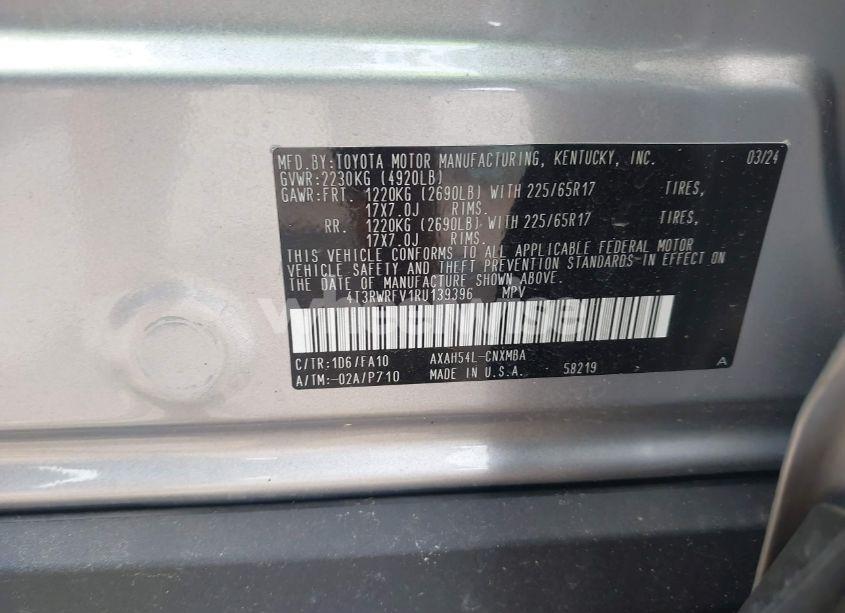 MFD.BY:TOYOTA MOTOR MANUFACTURING, KENTUCKY, INC. 03/24
GVWR:2230KG (4920LB)
GAWR:FRT. 1220KG (2690LB) WITH 225/65R17 TIRES,
17X7.0J RIMS.
RR. 1220KG (2690LB) WITH 225/65R17 TIRES,
17X7.0J RIMS.
THIS VEHICLE CONFORMS TO ALL APPLICABLE FEDERAL MOTOR
VEHICLE SAFETY AND THEFT PREVENTION STANDARDS IN EFFECT ON
THE DATE OF MANUFACTURE SHOWN ABOVE.
4T3RWRFV1RU139396 MPV
C/TR:1D6/FA10 AXAH54L-CNXMBA
A/TM:-02A/P710 MADE IN U.S.A. 58219 A